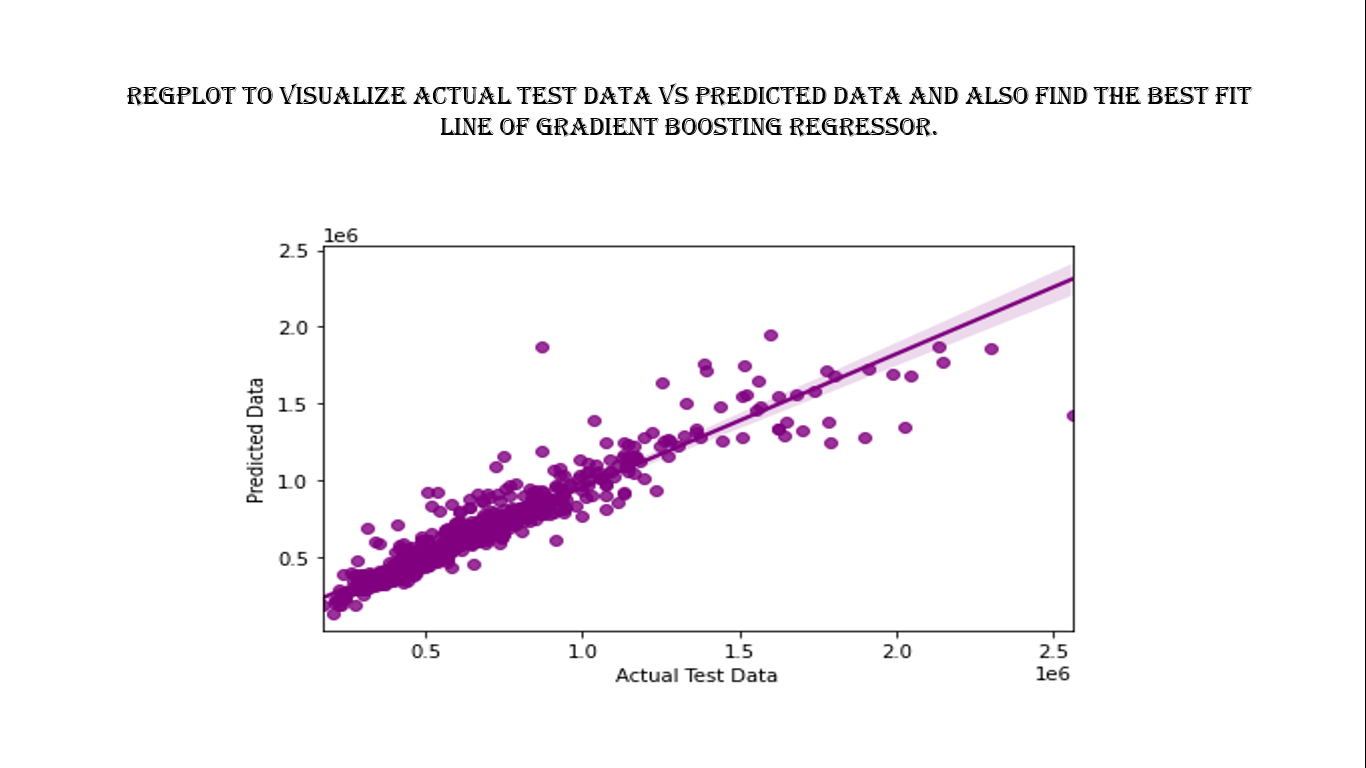 REGPLOT TO VISUALIZE ACTUAL TEST DATA VS PREDICTED DATA AND ALSO FIND THE BEST FIT
LINE OF GRADIENT BOOSTING REGRESSOR.
1e6
2.5
2.0
1.5
1.0
0.5
Predicted Data
0.5 1.0 1.5 2.0 2.5
Actual Test Data
1e6